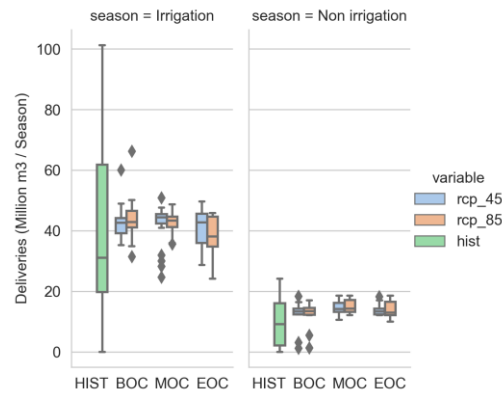 season = Irrigation
season = Non irrigation
Deliveries (Million m3 / Season)
100
80
60
40
20
0
HIST BOC MOC EOC
HIST BOC MOC EOC
variable
rcp_45
rcp_85
hist